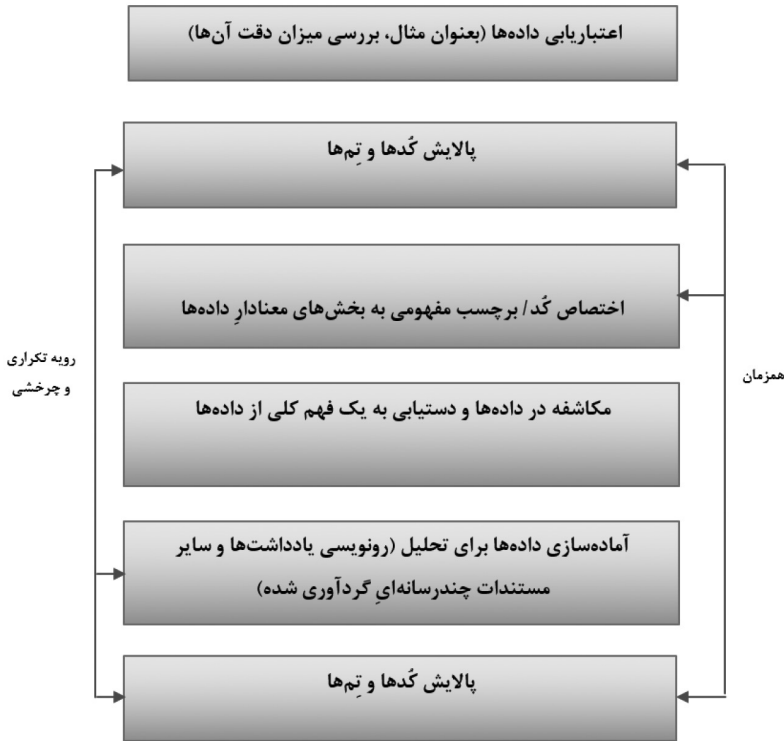 اعتباریابی داده‌ها (بعنوان مثال، بررسی میزان دقت آن‌ها)
پالایش کُدها و تِم‌ها
اختصاص کُد/ برچسب مفهومی به بخش‌های معنادارِ داده‌ها
رویه تکراری
و چرخشی
همزمان
مکاشفه در داده‌ها و دستیابی به یک فهم کلی از داده‌ها
آماده‌سازی داده‌ها برای تحلیل (رونویسی یادداشت‌ها و سایر
مستندات چندرسانه‌ایِ گردآوری شده)
پالایش کُدها و تِم‌ها